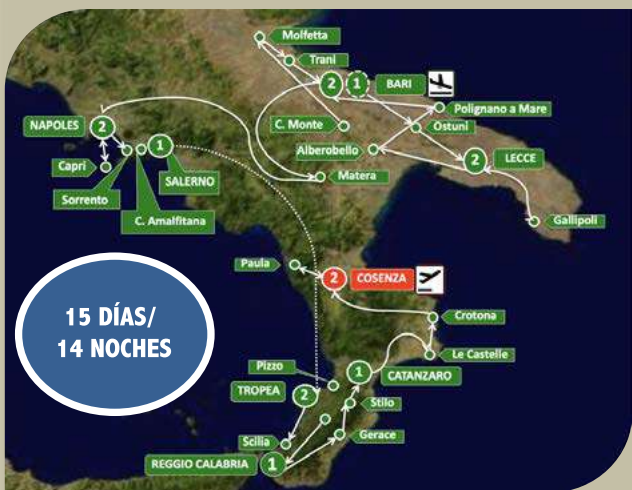 Molfetta
Trani
2
1
BARI
Polignano a Mare
NAPOLES
2
C. Monte
Ostuni
1
Alberobello
2
LECCE
Capri
SALERNO
Matera
Sorrento
C. Amalfitana
Gallipoli
Paula
2
COSENZA
15 DÍAS/
14 NOCHES
Crotona
Le Castelle
Pizzo
1
CATANZARO
TROPEA
2
Stilo
Scilia
Gerace
REGGIO CALABRIA
1